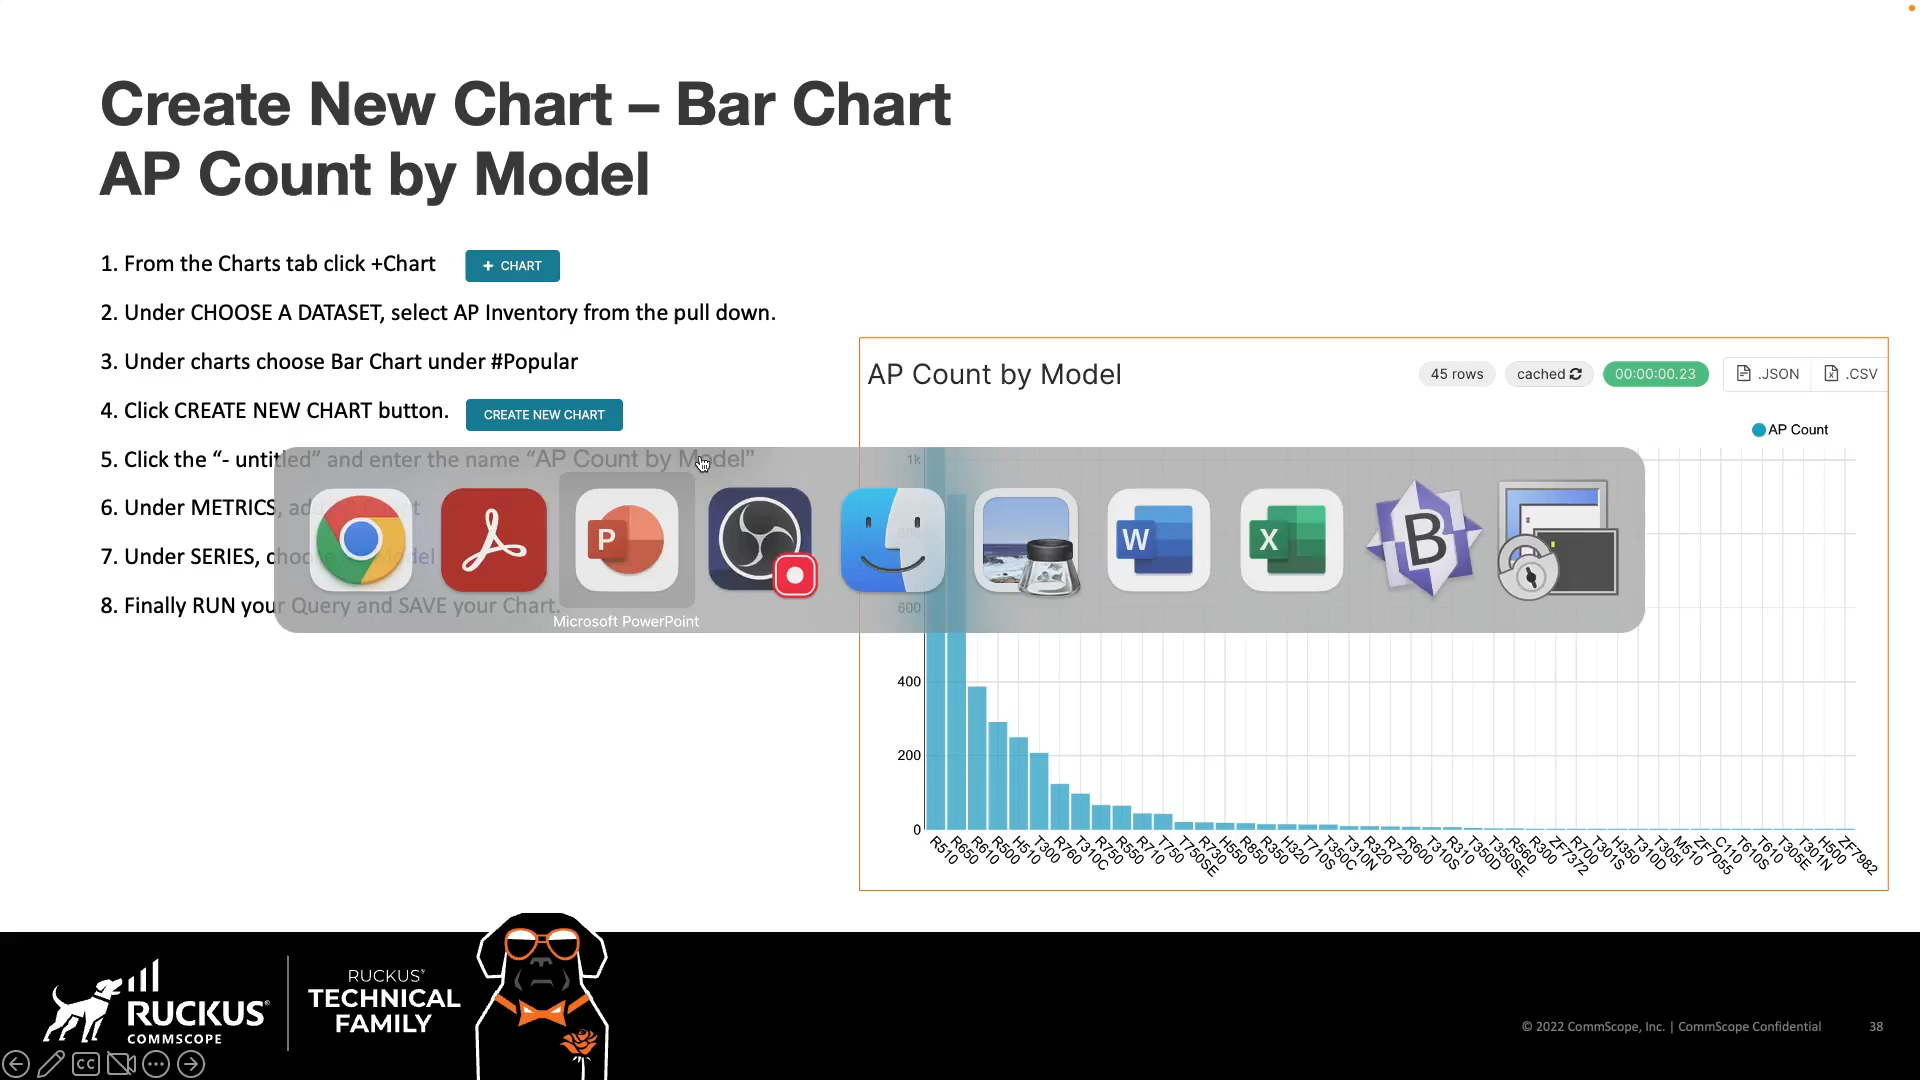 Create New Chart – Bar Chart
AP Count by Model
1. From the Charts tab click +Chart
+ CHART
2. Under CHOOSE A DATASET, select AP Inventory from the pull down.
3. Under charts choose Bar Chart under #Popular
4. Click CREATE NEW CHART button.
CREATE NEW CHART
5. Click the “- untitled” and enter the name “AP Count by Model”
6. Under METRICS,
7. Under SERIES,
8. Finally RUN your Query and SAVE your Chart.
Microsoft PowerPoint
P
W
X
B
AP Count by Model
45 rows
cached
00:00:00.23
.JSON
.CSV
AP Count
1k
800
600
400
200
0
R510
R650
R610
R500
H510
T300
R760
T310C
R750
R550
R710
T750
T750SE
R730
H550
R850
R350
H320
T710S
T350C
T310N
R320
R720
R600
T310S
R310
T350D
T350SE
R560
R300
ZF7372
R700
T301S
H350
T310D
T305I
M510
ZF7055
C110
T610S
T610
T305E
T301N
H500
ZF7982
RUCKUS®
COMMSCOPE
RUCKUS®
TECHNICAL
FAMILY
CC
© 2022 CommScope, Inc. | CommScope Confidential
38